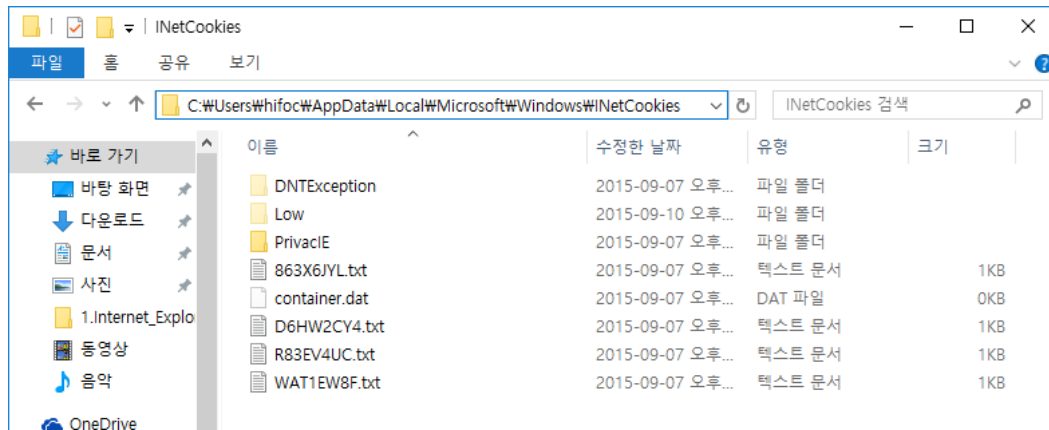 INetCookies
파일 홈 공유 보기
C:₩Users₩hifoc₩AppData₩Local₩Microsoft₩Windows₩INetCookies INetCookies 검색
이름 수정한 날짜 유형 크기
바로 가기
바탕 화면
다운로드
문서
사진
1.Internet_Explo
동영상
음악
OneDrive
DNTException 2015-09-07 오후... 파일 폴더
Low 2015-09-10 오후... 파일 폴더
PrivacIE 2015-09-07 오후... 파일 폴더
863X6JYL.txt 2015-09-07 오후... 텍스트 문서 1KB
container.dat 2015-09-07 오후... DAT 파일 0KB
D6HW2CY4.txt 2015-09-07 오후... 텍스트 문서 1KB
R83EV4UC.txt 2015-09-07 오후... 텍스트 문서 1KB
WAT1EW8F.txt 2015-09-07 오후... 텍스트 문서 1KB